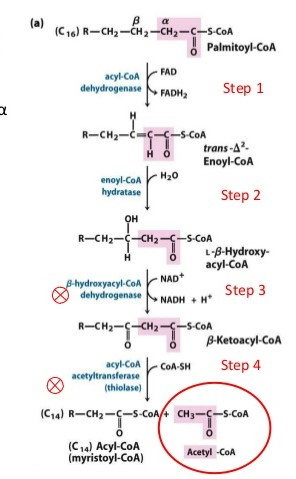 (a)
β α
(C₁₆) R—CH₂—CH₂—CH₂—C—S-CoA
O
Palmitoyl-CoA
acyl-CoA
dehydrogenase
FAD
FADH₂
Step 1
α
H
R—CH₂—C=C—C—S-CoA
H O
trans-Δ²-
Enoyl-CoA
enoyl-CoA
hydratase
H₂O
Step 2
OH
R—CH₂—C—CH₂—C—S-CoA
H O
L-β-Hydroxy-
acyl-CoA
β-hydroxyacyl-CoA
dehydrogenase
NAD⁺
NADH + H⁺
Step 3
R—CH₂—C—CH₂—C—S-CoA
O O
β-Ketoacyl-CoA
acyl-CoA
acetyltransferase
(thiolase)
CoA-SH
Step 4
(C₁₄) R—CH₂—C—S-CoA + CH₃—C—S-CoA
O O
(C₁₄) Acyl-CoA
(myristoyl-CoA)
Acetyl -CoA